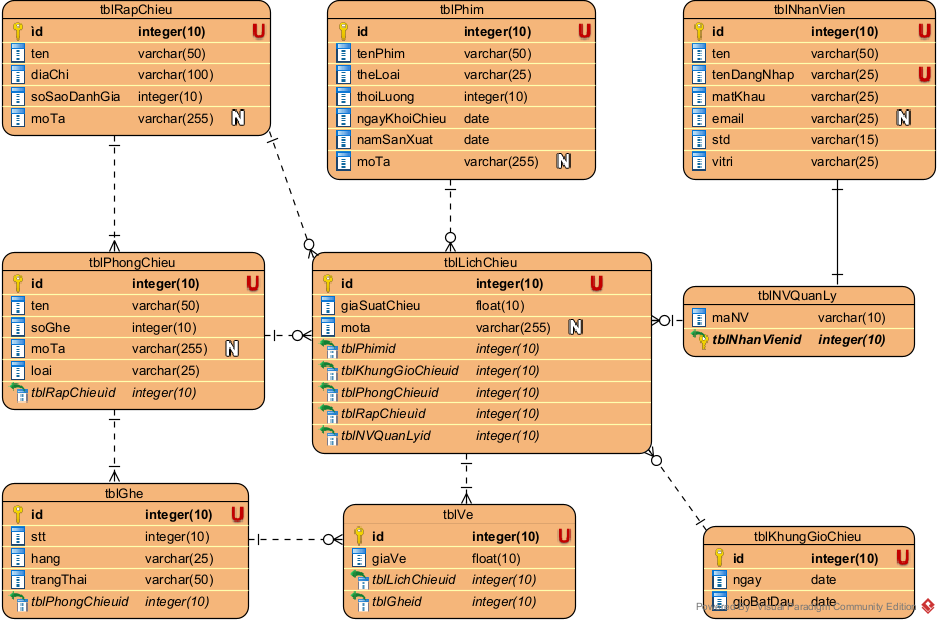 tblRapChieu
id integer(10) U
ten varchar(50)
diaChi varchar(100)
soSaoDanhGia integer(10)
moTa varchar(255) N
tblPhim
id integer(10) U
tenPhim varchar(50)
theLoai varchar(25)
thoiLuong integer(10)
ngayKhoiChieu date
namSanXuat date
moTa varchar(255) N
tblNhanVien
id integer(10) U
ten varchar(50)
tenDangNhap varchar(25) U
matKhau varchar(25)
email varchar(25) N
std varchar(15)
vitri varchar(25)
tblPhongChieu
id integer(10) U
ten varchar(50)
soGhe integer(10)
moTa varchar(255) N
loai varchar(25)
tblRapChieuid integer(10)
tblLichChieu
id integer(10) U
giaSuatChieu float(10)
mota varchar(255) N
tblPhimid integer(10)
tblKhungGioChieuid integer(10)
tblPhongChieuid integer(10)
tblRapChieuid integer(10)
tblNVQuanLyid integer(10)
tblNVQuanLy
maNV varchar(10)
tblNhanVienid integer(10)
tblGhe
id integer(10) U
stt integer(10)
hang varchar(25)
trangThai varchar(50)
tblPhongChieuid integer(10)
tblVe
id integer(10) U
giaVe float(10)
tblLichChieuid integer(10)
tblGheid integer(10)
tblKhungGioChieu
id integer(10) U
ngay date
gioBatDau date
Powered By Visual Paradigm Community Edition